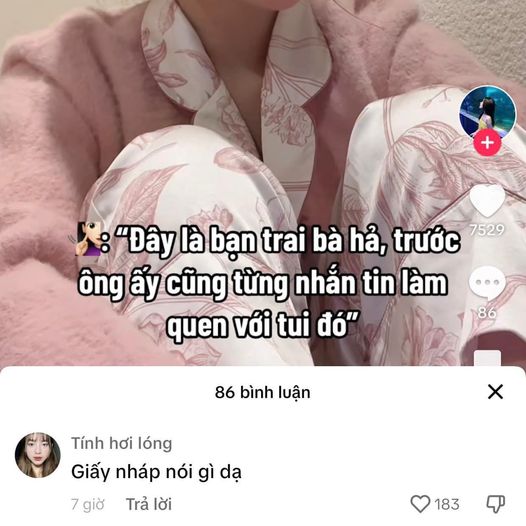 : “Đây là bạn trai bà hả, trước
ông ấy cũng từng nhắn tin làm
quen với tui đó”
7529
86
86 bình luận
Tính hơi lóng
Giấy nháp nói gì dạ
7 giờ Trả lời 183